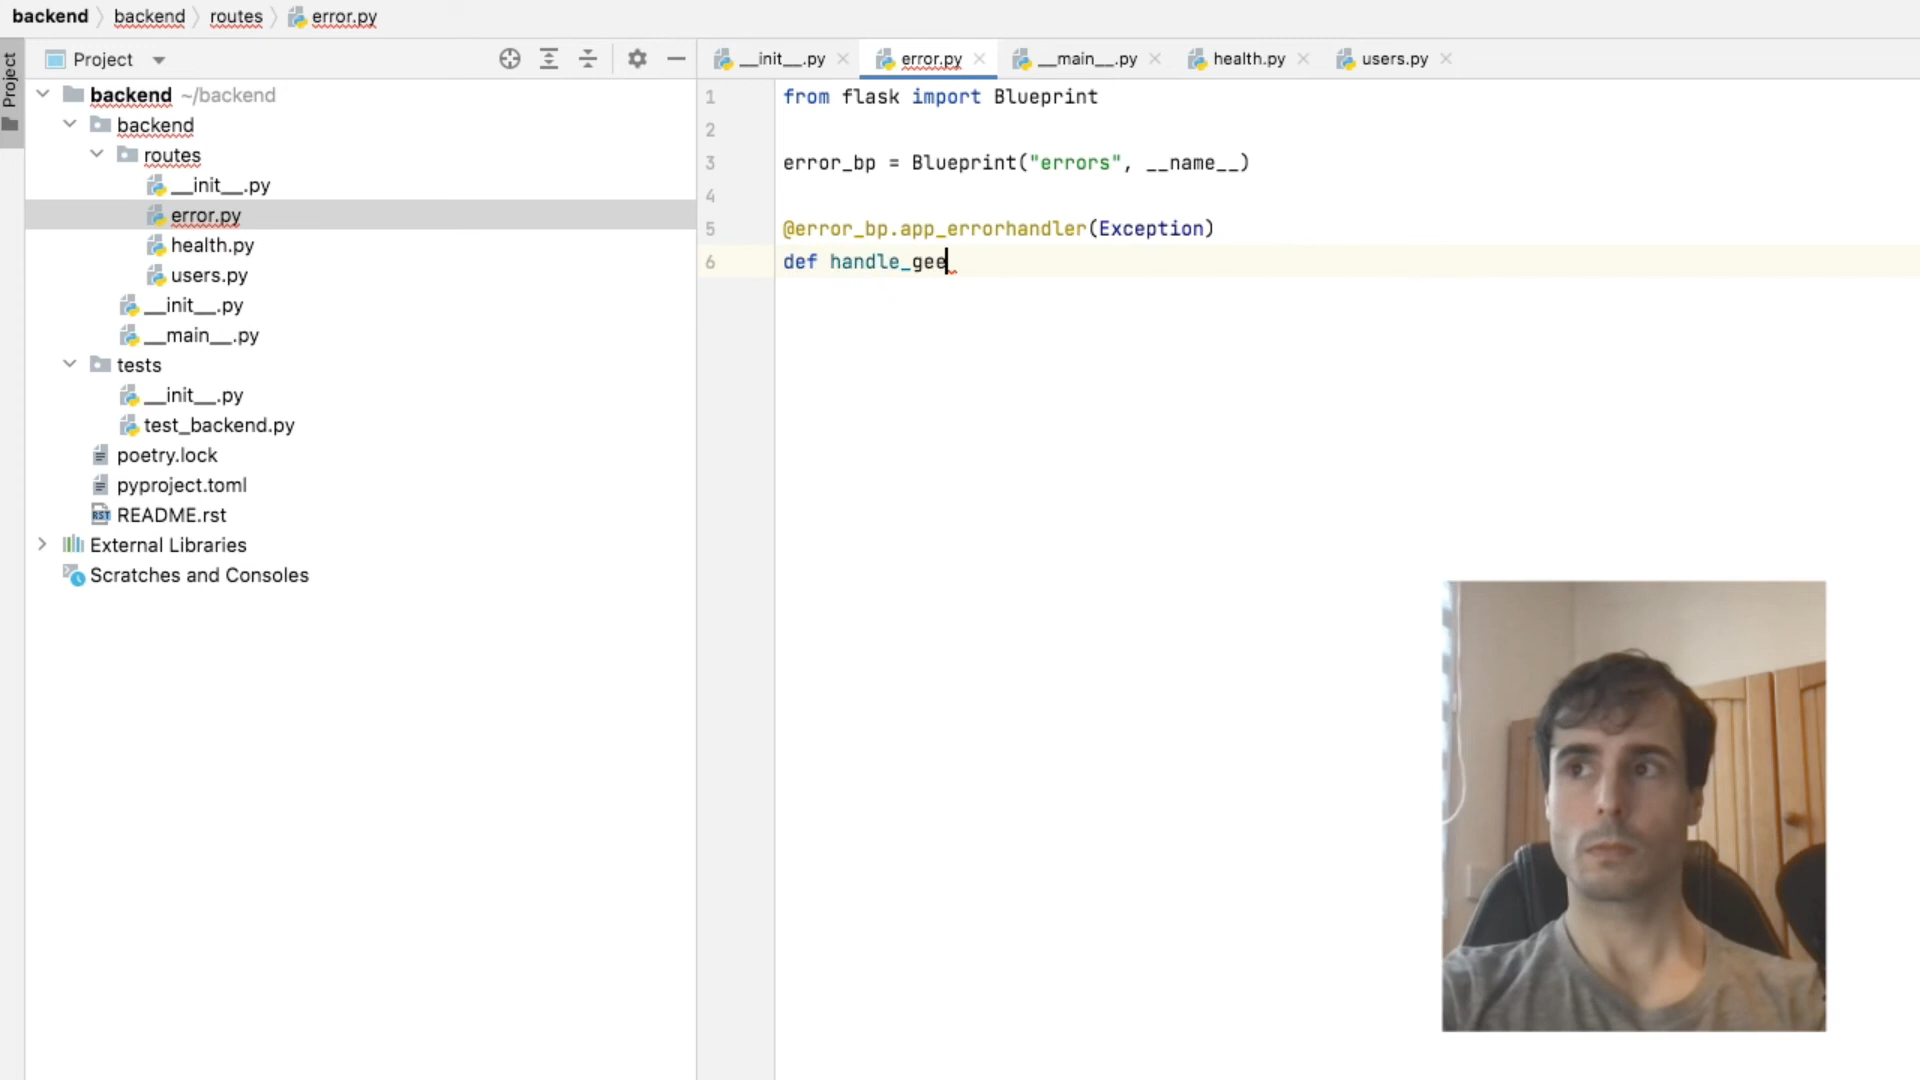 backend backend routes error.py
Project
Project
__init__.py error.py __main__.py health.py users.py
backend ~/backend
backend
routes
__init__.py
error.py
health.py
users.py
__init__.py
__main__.py
tests
__init__.py
test_backend.py
poetry.lock
pyproject.toml
RST README.rst
External Libraries
Scratches and Consoles
1 from flask import Blueprint
2
3 error_bp = Blueprint("errors", __name__)
4
5 @error_bp.app_errorhandler(Exception)
6 def handle_gee